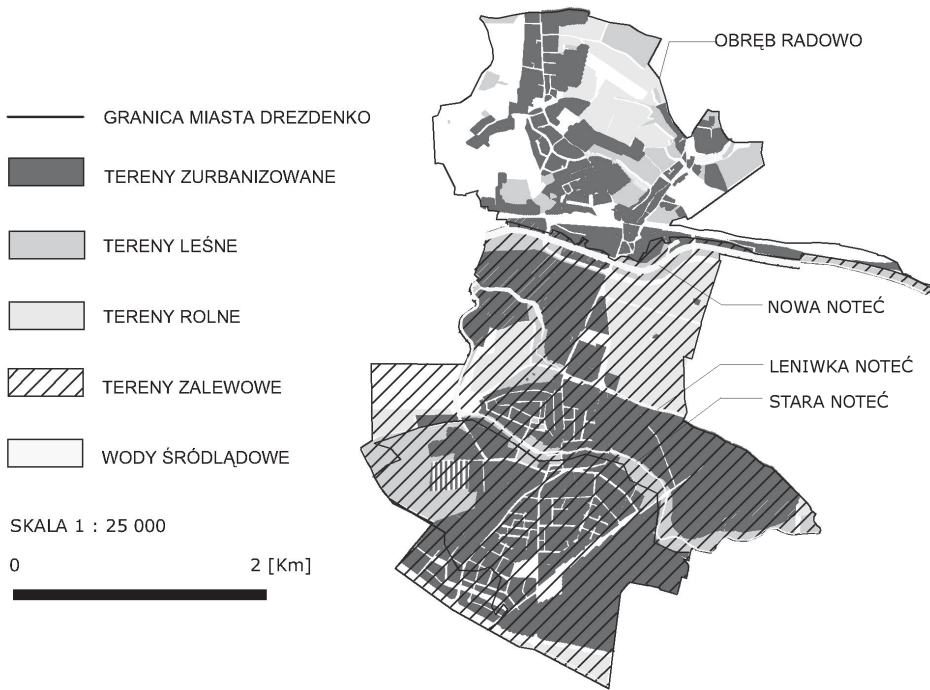 OBRĘB RADOWO
GRANICA MIASTA DREZDENKO
TERENY ZURBANIZOWANE
TERENY LEŚNE
TERENY ROLNE
TERENY ZALEWOWE
WODY ŚRÓDLĄDOWE
NOWA NOTEĆ
LENIWKA NOTEĆ
STARA NOTEĆ
SKALA 1 : 25 000
0 2 [Km]